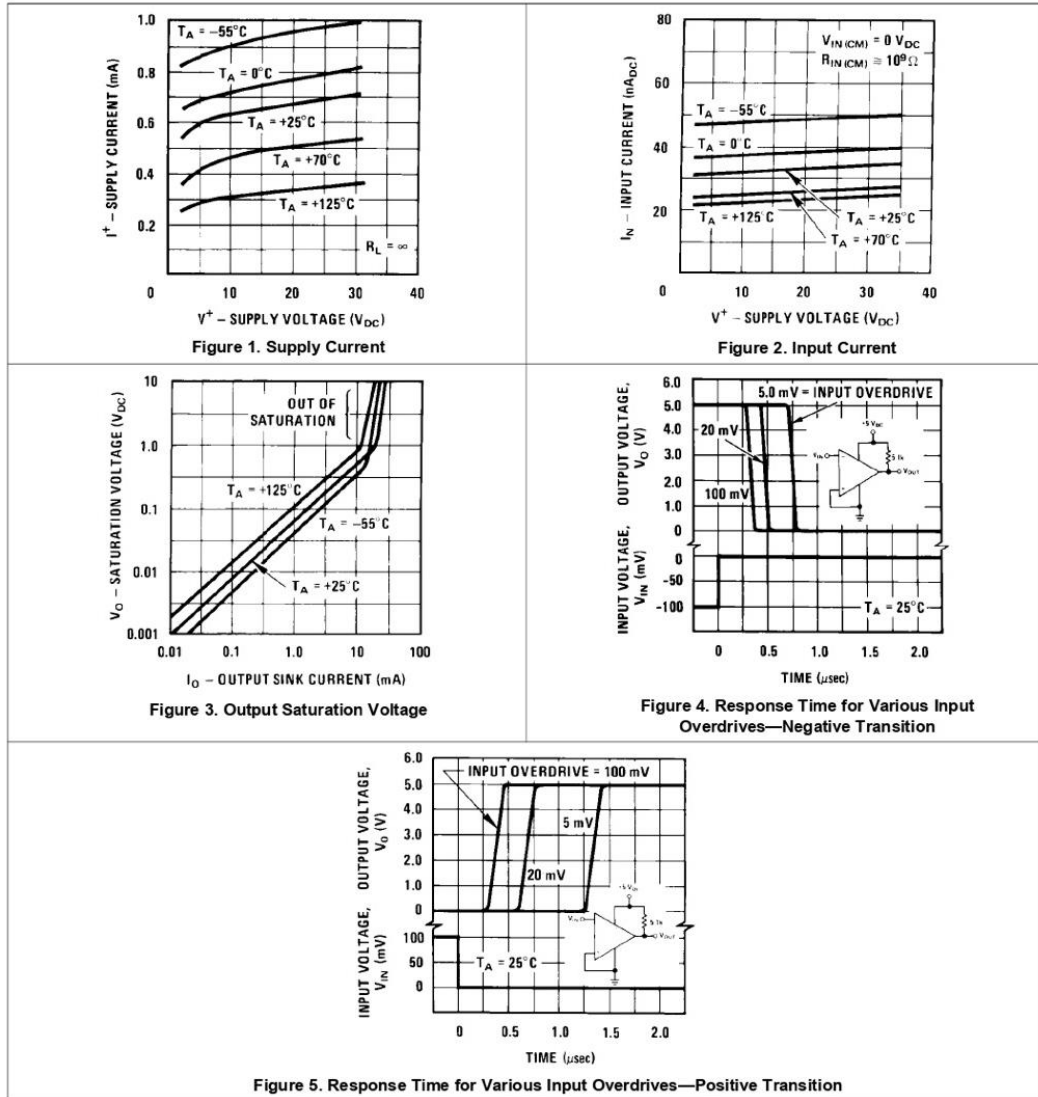 1.0
0.8
0.6
0.4
0.2
0
I⁺ – SUPPLY CURRENT (mA)
T_A = –55°C
T_A = 0°C
T_A = +25°C
T_A = +70°C
T_A = +125°C
R_L = ∞
0 10 20 30 40
V⁺ – SUPPLY VOLTAGE (V_DC)
Figure 1. Supply Current
80
60
40
20
0
I_N – INPUT CURRENT (nA_DC)
V_IN (CM) = 0 V_DC
R_IN (CM) ≅ 10⁹ Ω
T_A = –55°C
T_A = 0°C
T_A = +125°C
T_A = +25°C
T_A = +70°C
0 10 20 30 40
V⁺ – SUPPLY VOLTAGE (V_DC)
Figure 2. Input Current
10
1.0
0.1
0.01
0.001
V_O – SATURATION VOLTAGE (V_DC)
OUT OF
SATURATION
T_A = +125°C
T_A = –55°C
T_A = +25°C
0.01 0.1 1.0 10 100
I_O – OUTPUT SINK CURRENT (mA)
Figure 3. Output Saturation Voltage
OUTPUT VOLTAGE,
V_O (V)
6.0
5.0
4.0
3.0
2.0
1.0
0
5.0 mV = INPUT OVERDRIVE
20 mV
100 mV
V_IN
5.1k
V_OUT
INPUT VOLTAGE,
V_IN (mV)
0
-50
-100
T_A = 25°C
0 0.5 1.0 1.5 2.0
TIME (μsec)
Figure 4. Response Time for Various Input
Overdrives—Negative Transition
OUTPUT VOLTAGE,
V_O (V)
6.0
5.0
4.0
3.0
2.0
1.0
0
INPUT OVERDRIVE = 100 mV
5 mV
20 mV
V_IN
5.1k
V_OUT
INPUT VOLTAGE,
V_IN (mV)
100
50
0
T_A = 25°C
0 0.5 1.0 1.5 2.0
TIME (μsec)
Figure 5. Response Time for Various Input Overdrives—Positive Transition